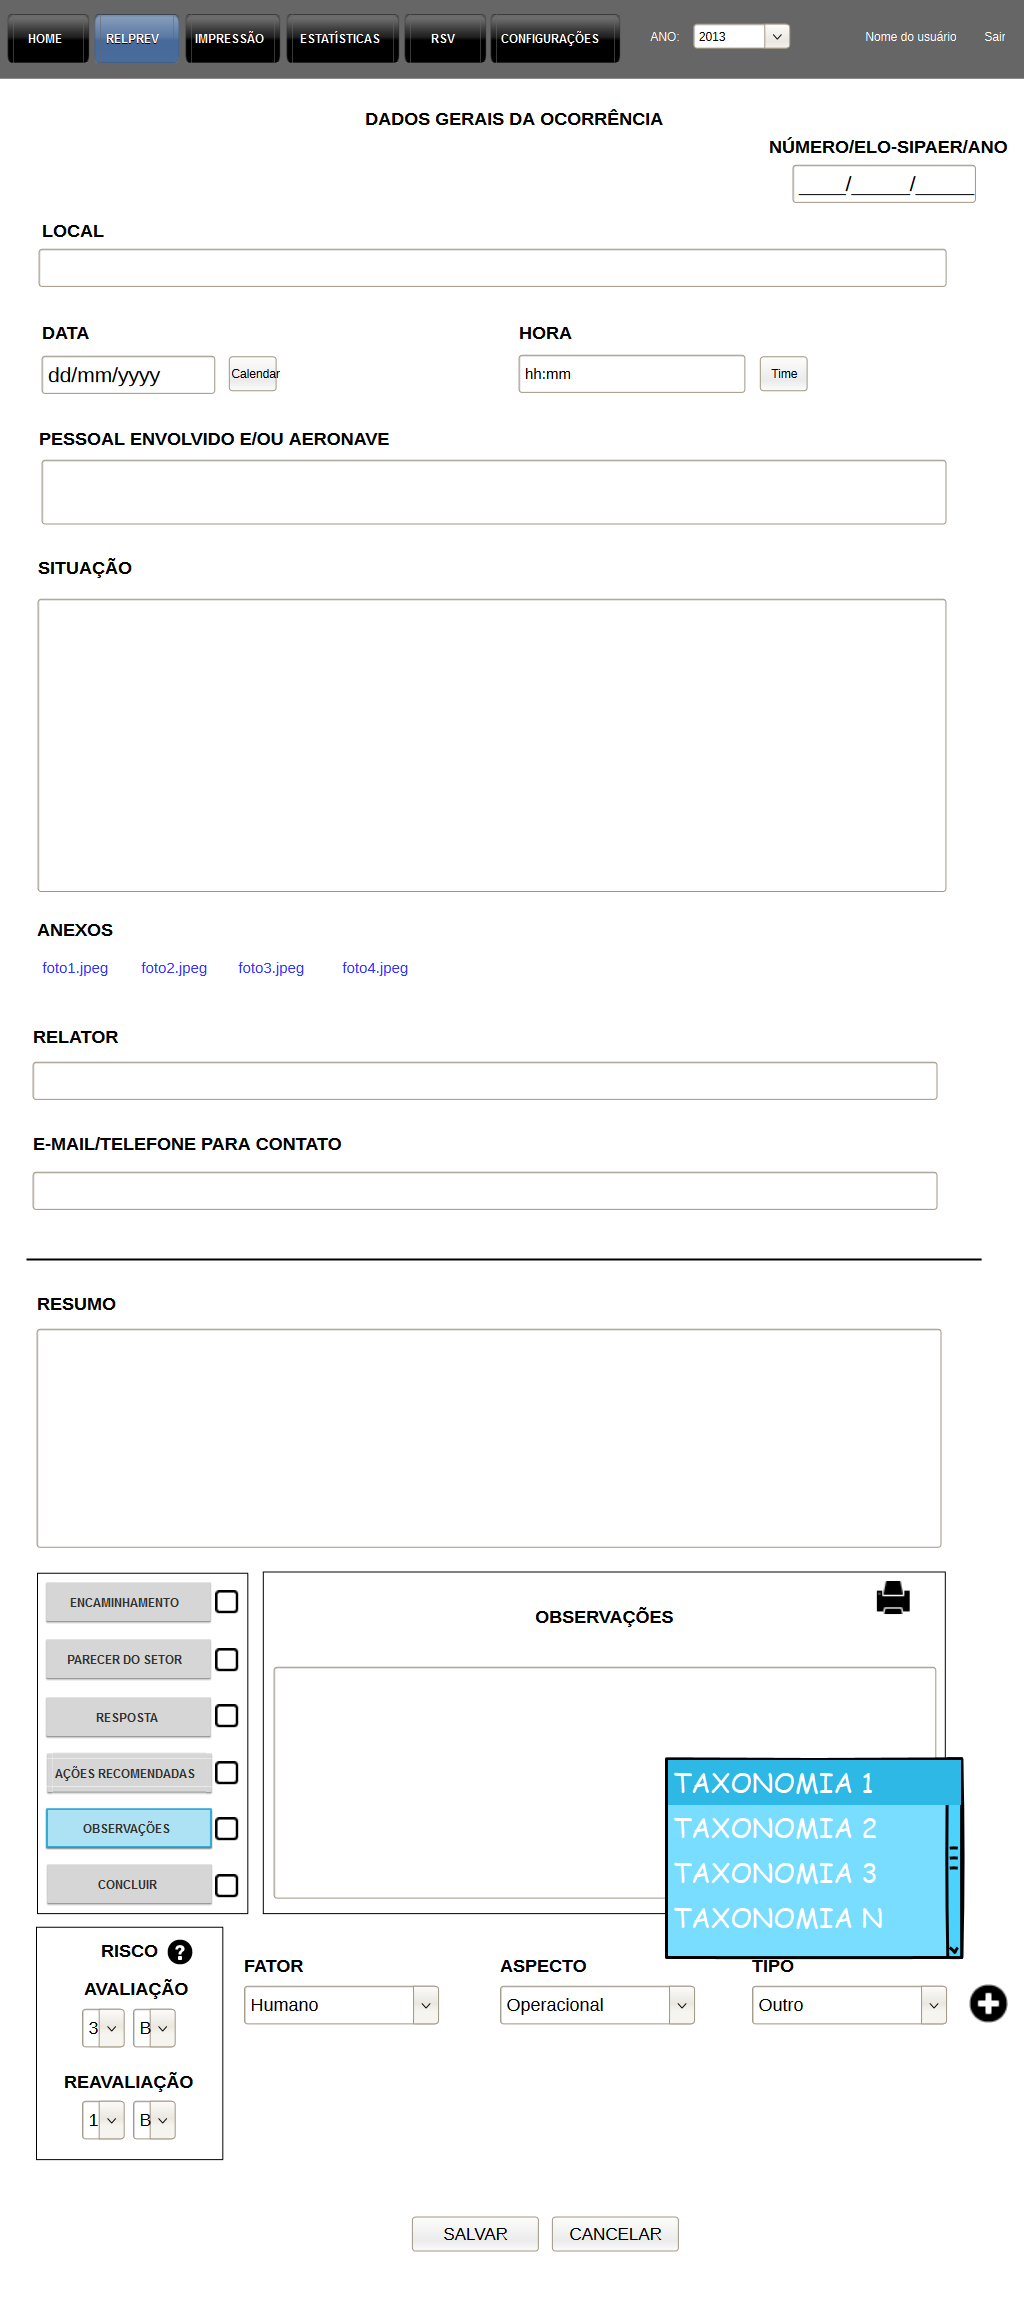 HOME RELPREV IMPRESSÃO ESTATÍSTICAS RSV CONFIGURAÇÕES ANO: 2013 Nome do usuário Sair
DADOS GERAIS DA OCORRÊNCIA
NÚMERO/ELO-SIPAER/ANO
____/_____/_____
LOCAL
DATA HORA
dd/mm/yyyy Calendar hh:mm Time
PESSOAL ENVOLVIDO E/OU AERONAVE
SITUAÇÃO
ANEXOS
foto1.jpeg foto2.jpeg foto3.jpeg foto4.jpeg
RELATOR
E-MAIL/TELEFONE PARA CONTATO
RESUMO
ENCAMINHAMENTO
PARECER DO SETOR
RESPOSTA
AÇÕES RECOMENDADAS
OBSERVAÇÕES
CONCLUIR
OBSERVAÇÕES
TAXONOMIA 1
TAXONOMIA 2
TAXONOMIA 3
TAXONOMIA N
RISCO ?
AVALIAÇÃO
3 B
REAVALIAÇÃO
1 B
FATOR ASPECTO TIPO
Humano Operacional Outro
SALVAR CANCELAR